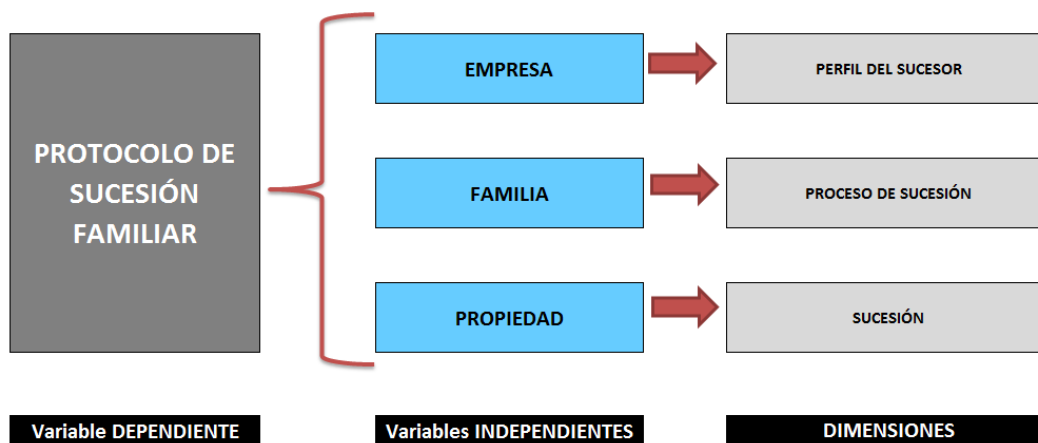 PROTOCOLO DE
SUCESIÓN
FAMILIAR
EMPRESA
PERFIL DEL SUCESOR
FAMILIA
PROCESO DE SUCESIÓN
PROPIEDAD
SUCESIÓN
Variable DEPENDIENTE
Variables INDEPENDIENTES
DIMENSIONES